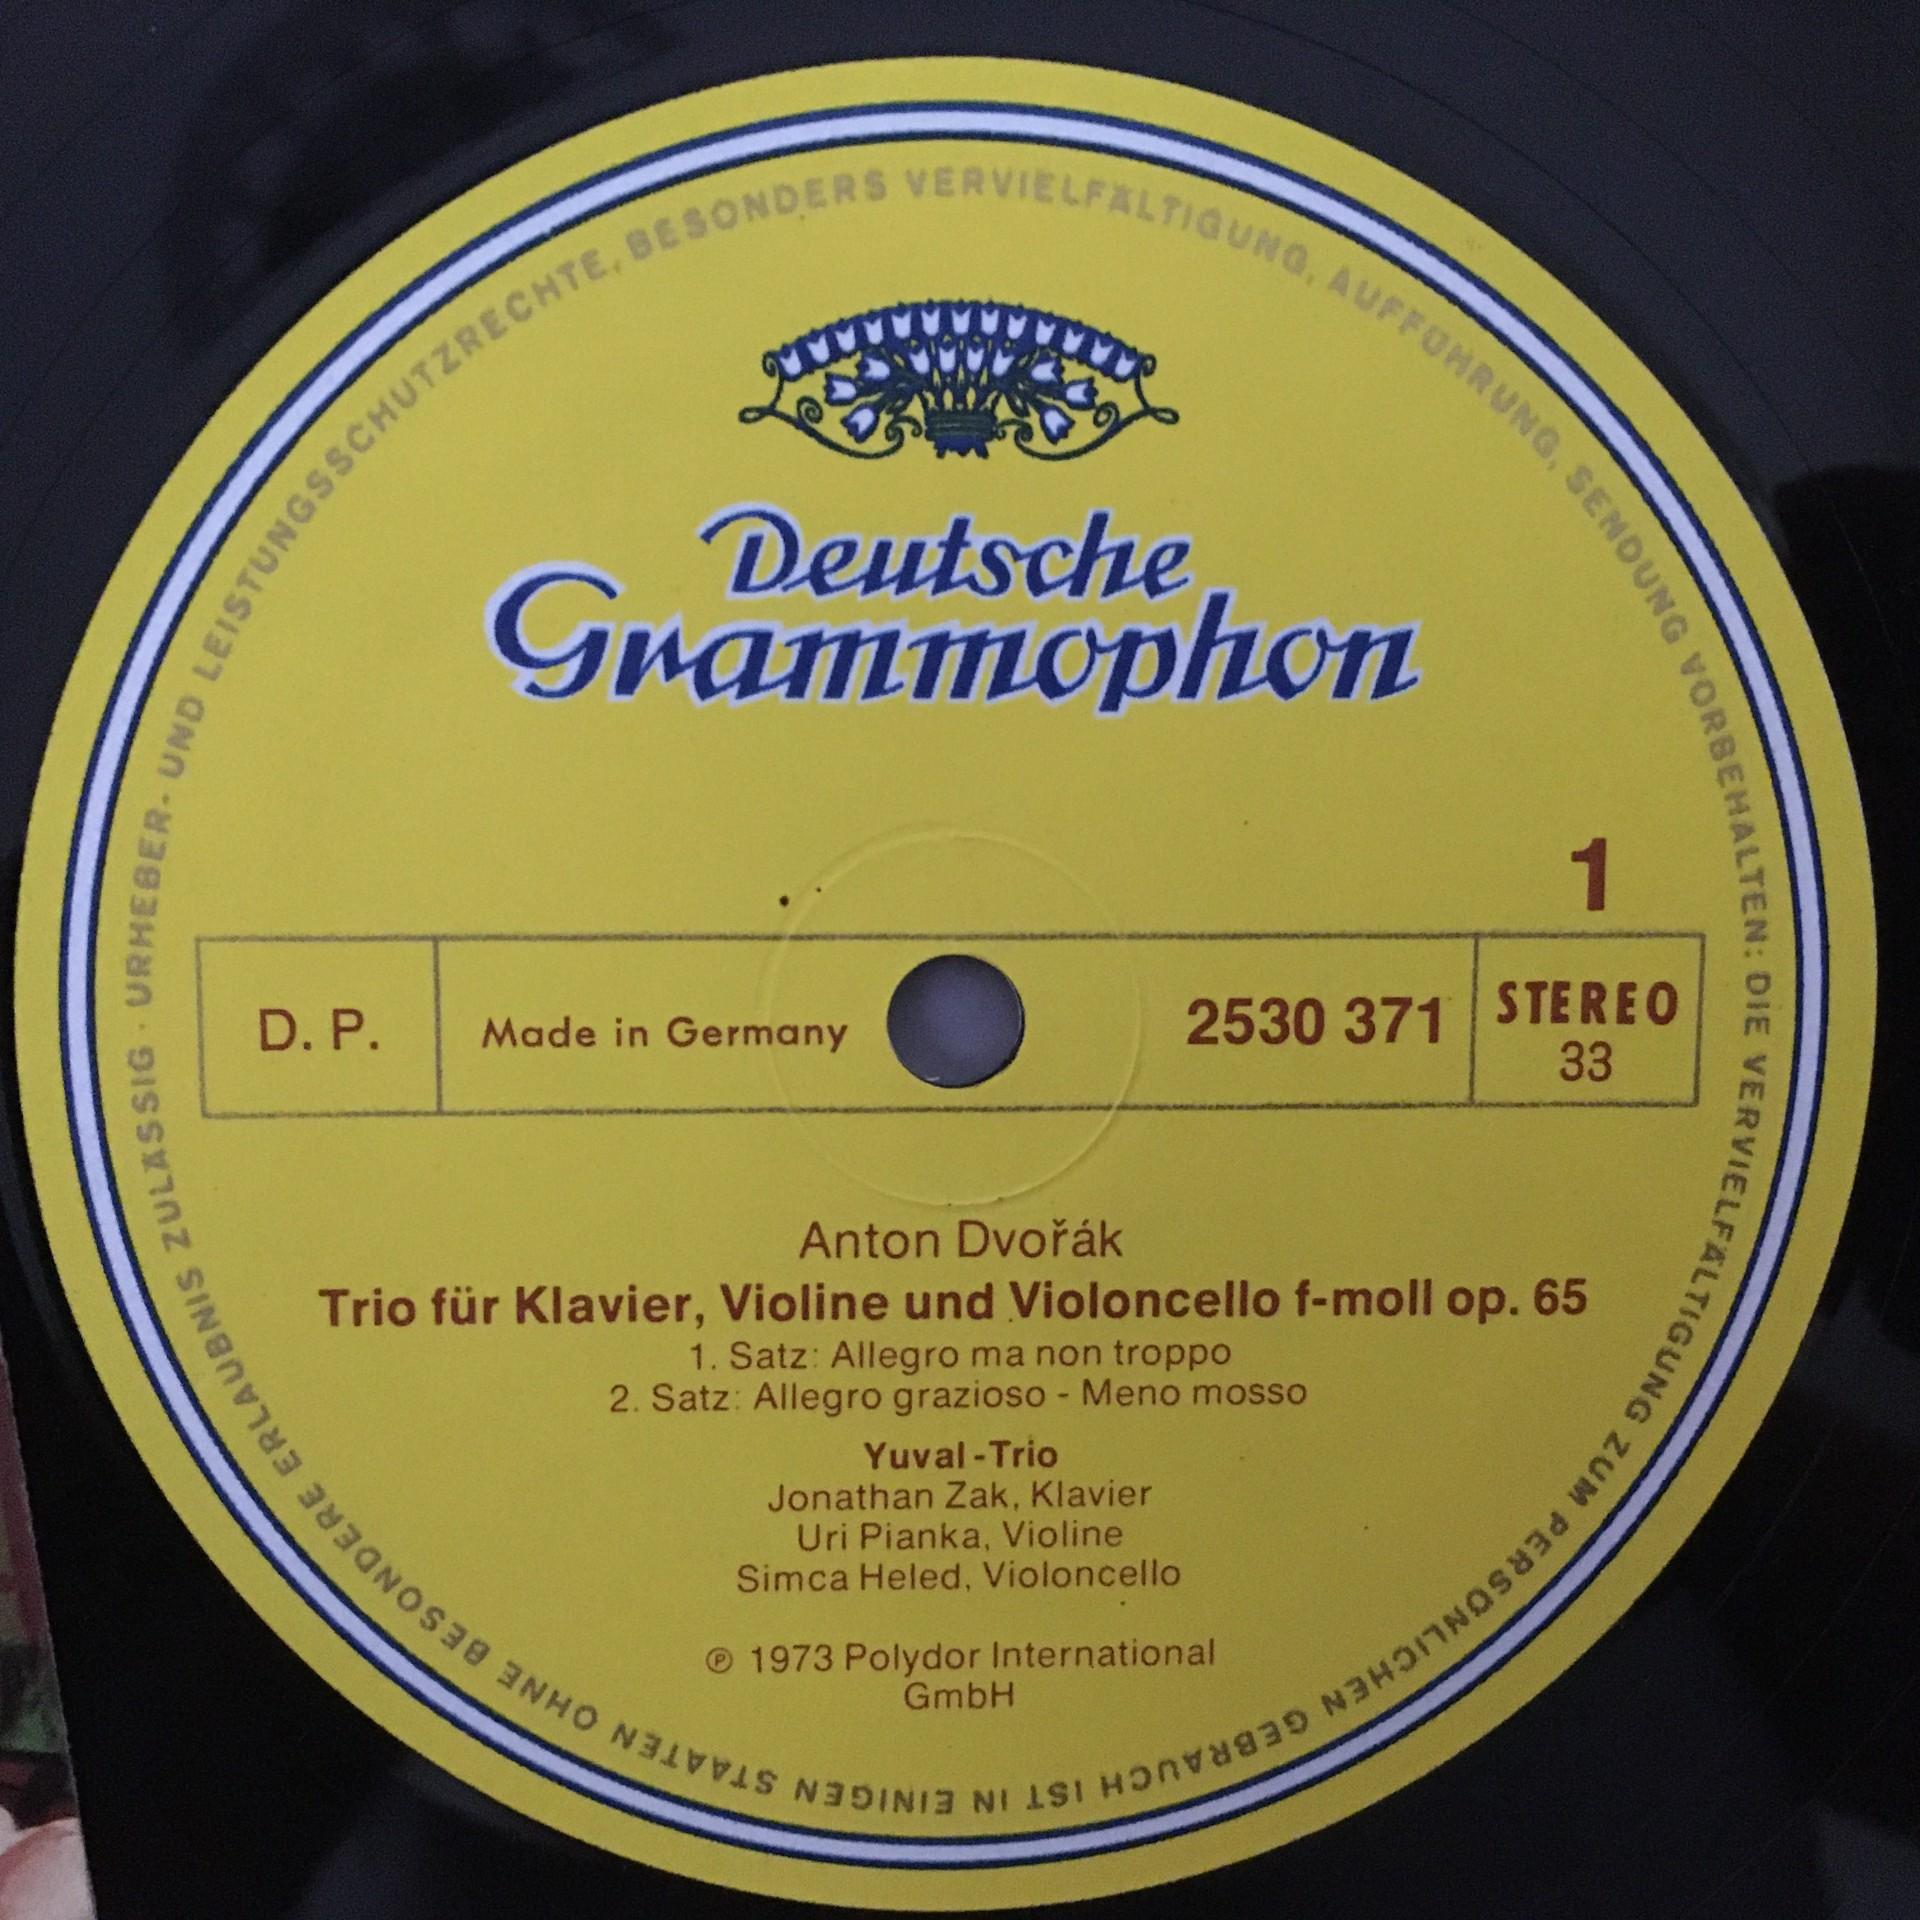 URHEBER- UND LEISTUNGSSCHUTZRECHTE, BESONDERS VERVIELFÄLTIGUNG, AUFFÜHRUNG, SENDUNG VORBEHALTEN: DIE VERVIELFÄLTIGUNG ZUM PERSÖNLICHEN GEBRAUCH IST IN EINIGEN STAATEN OHNE BESONDERE ERLAUBNIS ZULÄSSIG ·
Deutsche
Grammophon
1
D. P. Made in Germany 2530 371 STEREO
33
Anton Dvořák
Trio für Klavier, Violine und Violoncello f-moll op. 65
1. Satz: Allegro ma non troppo
2. Satz: Allegro grazioso - Meno mosso
Yuval-Trio
Jonathan Zak, Klavier
Uri Pianka, Violine
Simca Heled, Violoncello
℗ 1973 Polydor International
GmbH